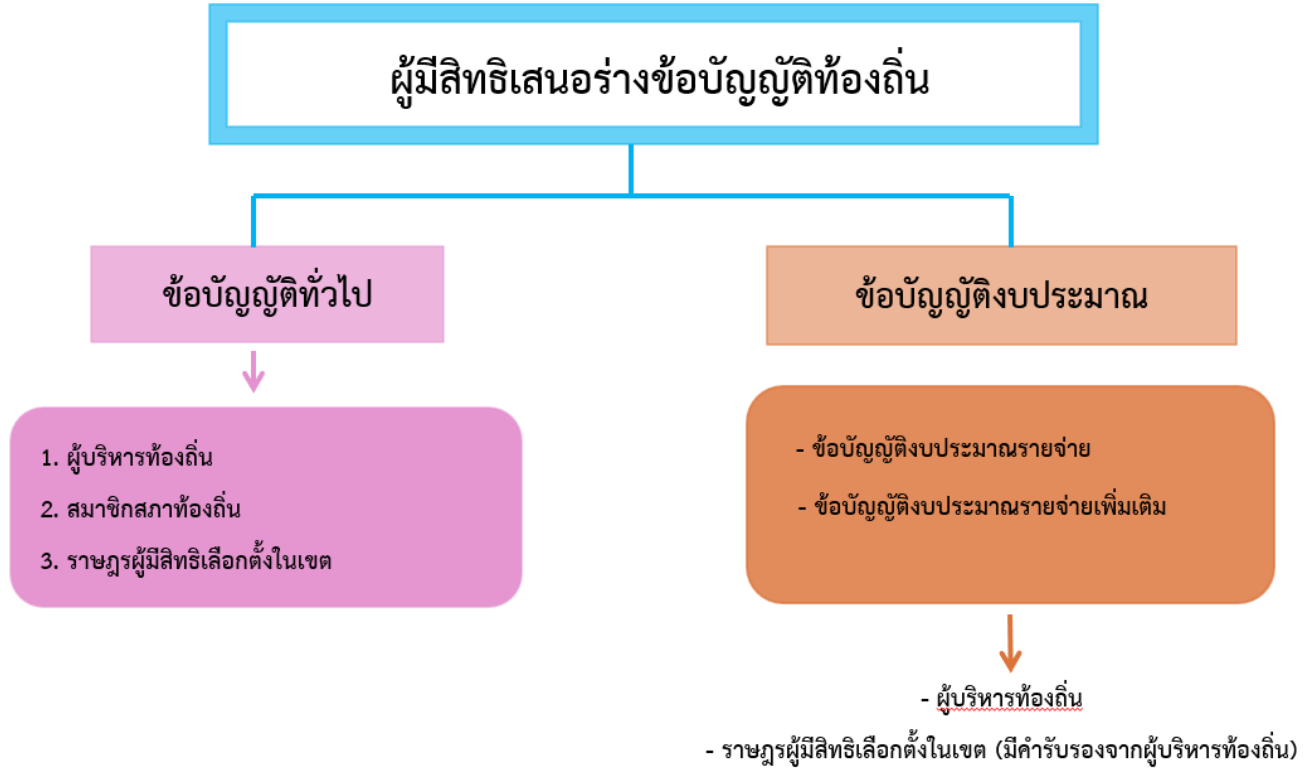 ผู้มีสิทธิเสนอร่างข้อบัญญัติท้องถิ่น
ข้อบัญญัติทั่วไป
1. ผู้บริหารท้องถิ่น
2. สมาชิกสภาท้องถิ่น
3. ราษฎรผู้มีสิทธิเลือกตั้งในเขต
ข้อบัญญัติงบประมาณ
- ข้อบัญญัติงบประมาณรายจ่าย
- ข้อบัญญัติงบประมาณรายจ่ายเพิ่มเติม
- ผู้บริหารท้องถิ่น
- ราษฎรผู้มีสิทธิเลือกตั้งในเขต (มีคำรับรองจากผู้บริหารท้องถิ่น)